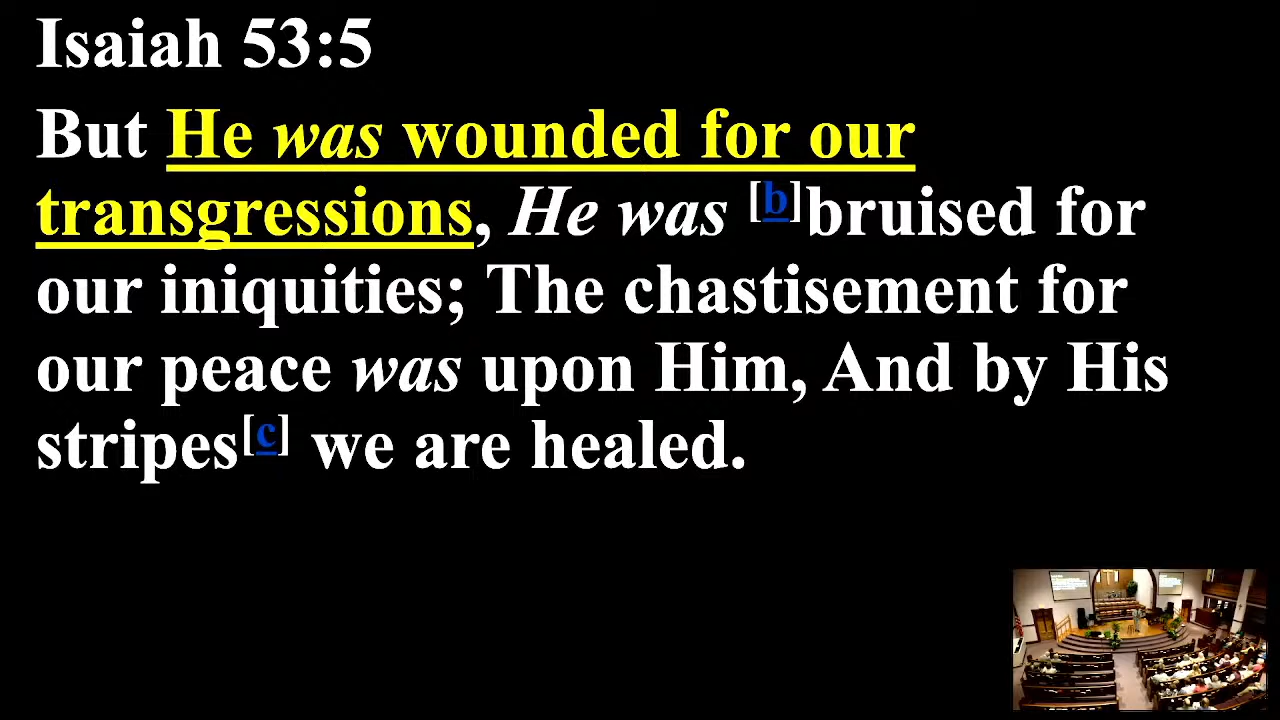 Isaiah 53:5
But He was wounded for our
transgressions, He was [b]bruised for
our iniquities; The chastisement for
our peace was upon Him, And by His
stripes[c] we are healed.